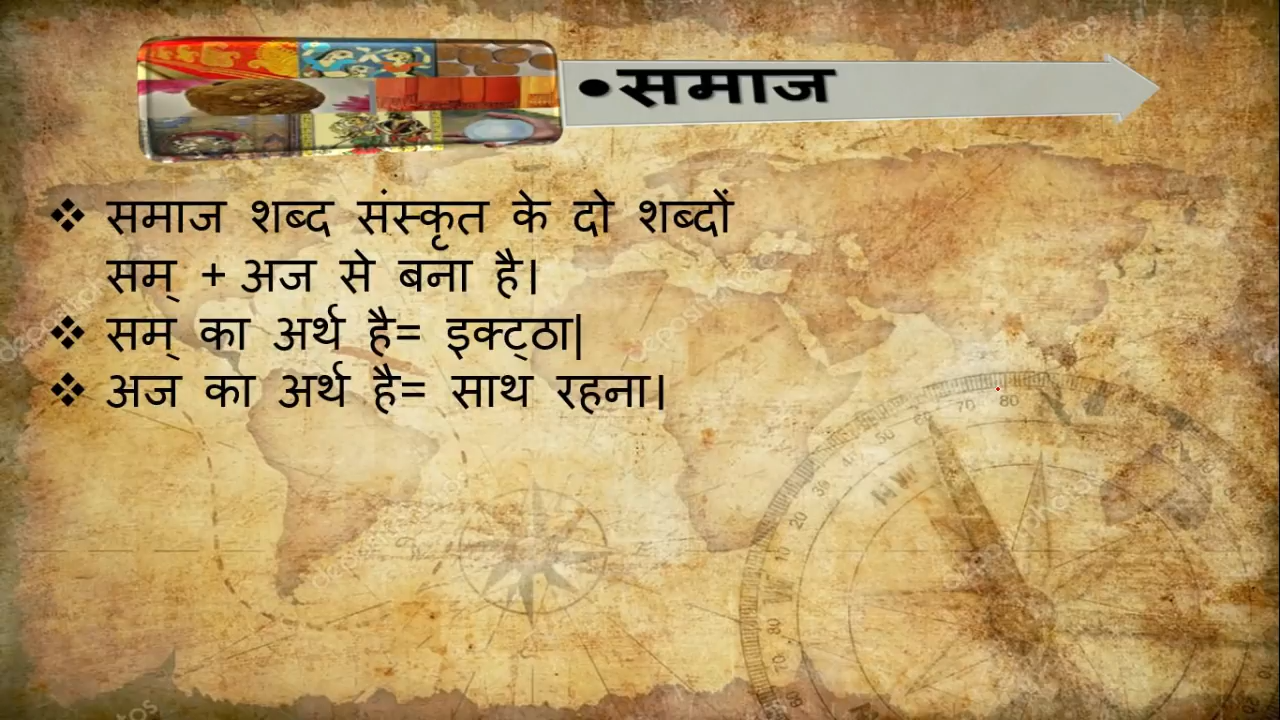 •समाज
❖ समाज शब्द संस्कृत के दो शब्दों
सम् + अज से बना है।
❖ सम् का अर्थ है= इक्ट्ठा|
❖ अज का अर्थ है= साथ रहना।